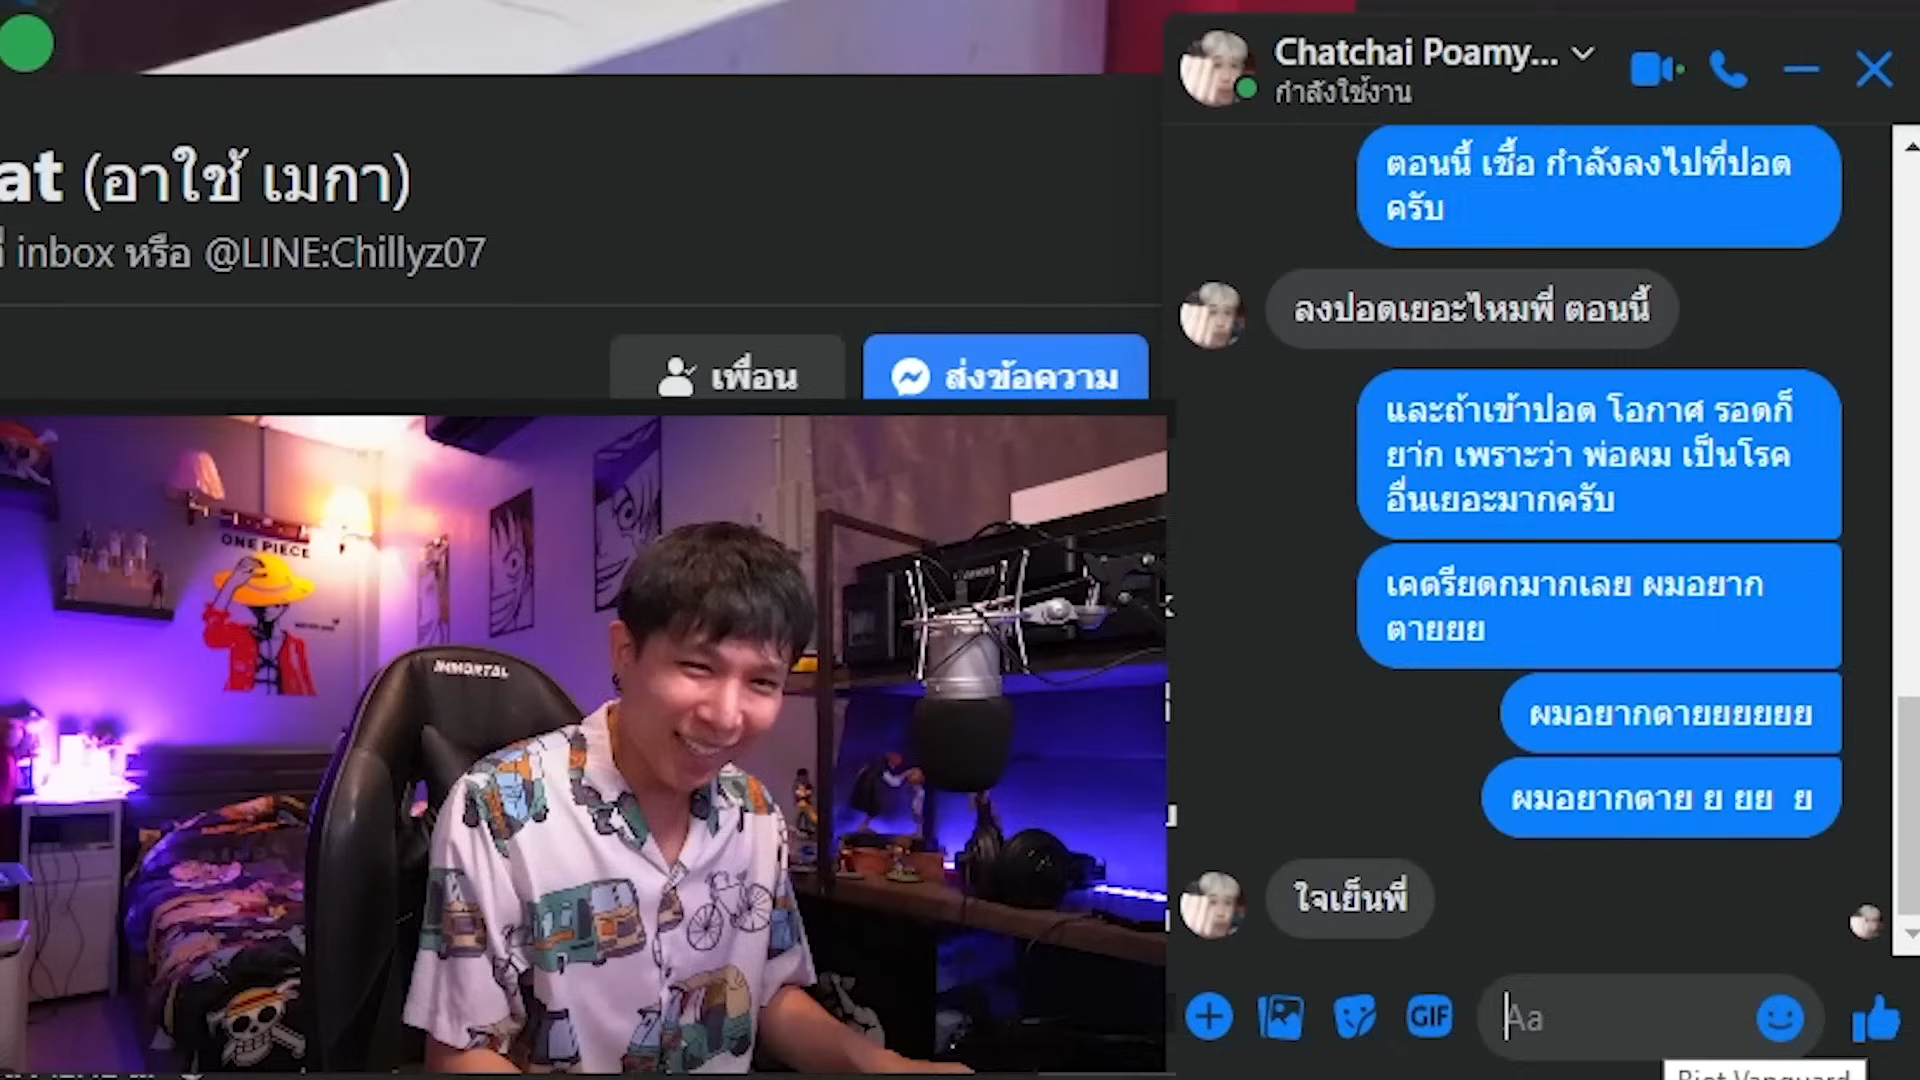 Chatchai Poamy...
กำลังใช้งาน
ตอนนี้ เชื้อ กำลังลงไปที่ปอด
ครับ
at (อาใช้ เมกา)
inbox หรือ @LINE:Chillyz07
ลงปอดเยอะไหมพี่ ตอนนี้
เพื่อน
ส่งข้อความ
และถ้าเข้าปอด โอกาศ รอดก็
ยา่ก เพราะว่า พ่อผม เป็นโรค
อื่นเยอะมากครับ
ONE PIECE
เคตรียดกมากเลย ผมอยาก
ตายยย
IMMORTAL
ผมอยากตายยยยยย
ผมอยากตาย ย ยย ย
ใจเย็นพี่
GIF
Aa
Riot Vanguard